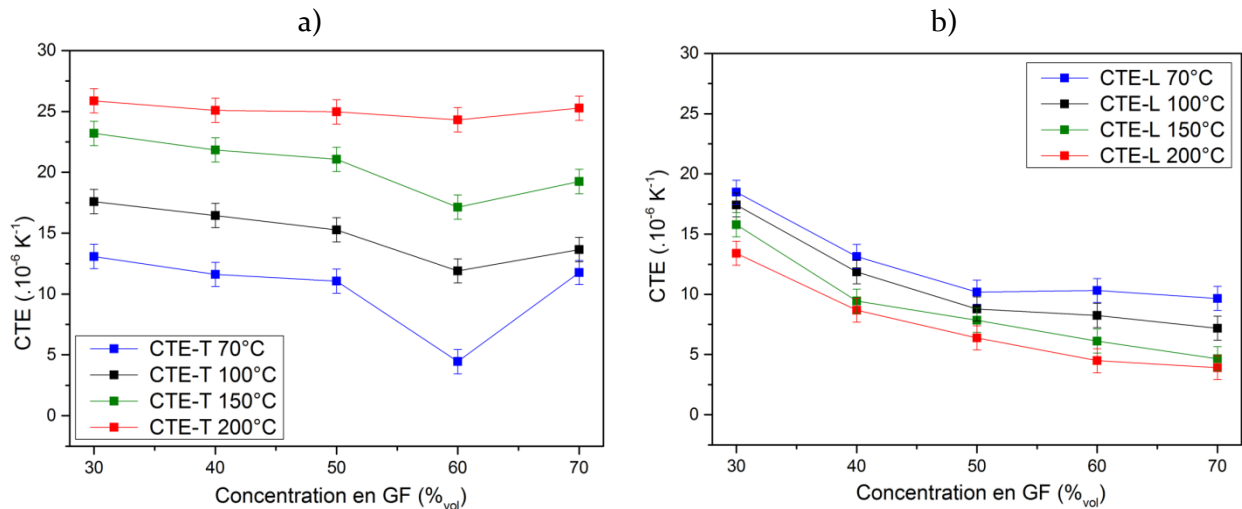 a)
30
25
20
15
10
5
0
CTE (.10⁻⁶ K⁻¹)
CTE-T 70°C
CTE-T 100°C
CTE-T 150°C
CTE-T 200°C
30 40 50 60 70
Concentration en GF (%vol)
b)
30
25
20
15
10
5
0
CTE (.10⁻⁶ K⁻¹)
CTE-L 70°C
CTE-L 100°C
CTE-L 150°C
CTE-L 200°C
30 40 50 60 70
Concentration en GF (%vol)